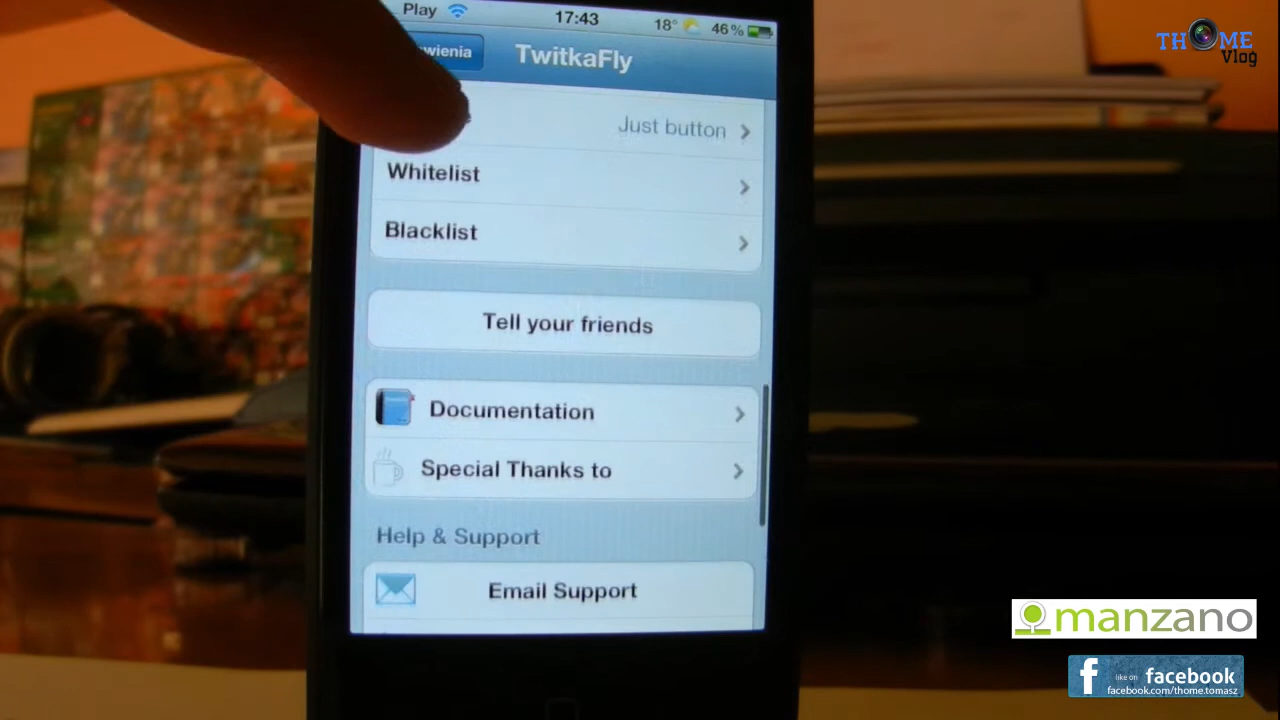 Play 17:43 18° 46%
wienia TwitkaFly
Just button
Whitelist
Blacklist
Tell your friends
Documentation
Special Thanks to
Help & Support
Email Support
THOME
Vlog
manzano
f like on facebook
facebook.com/thome.tomasz